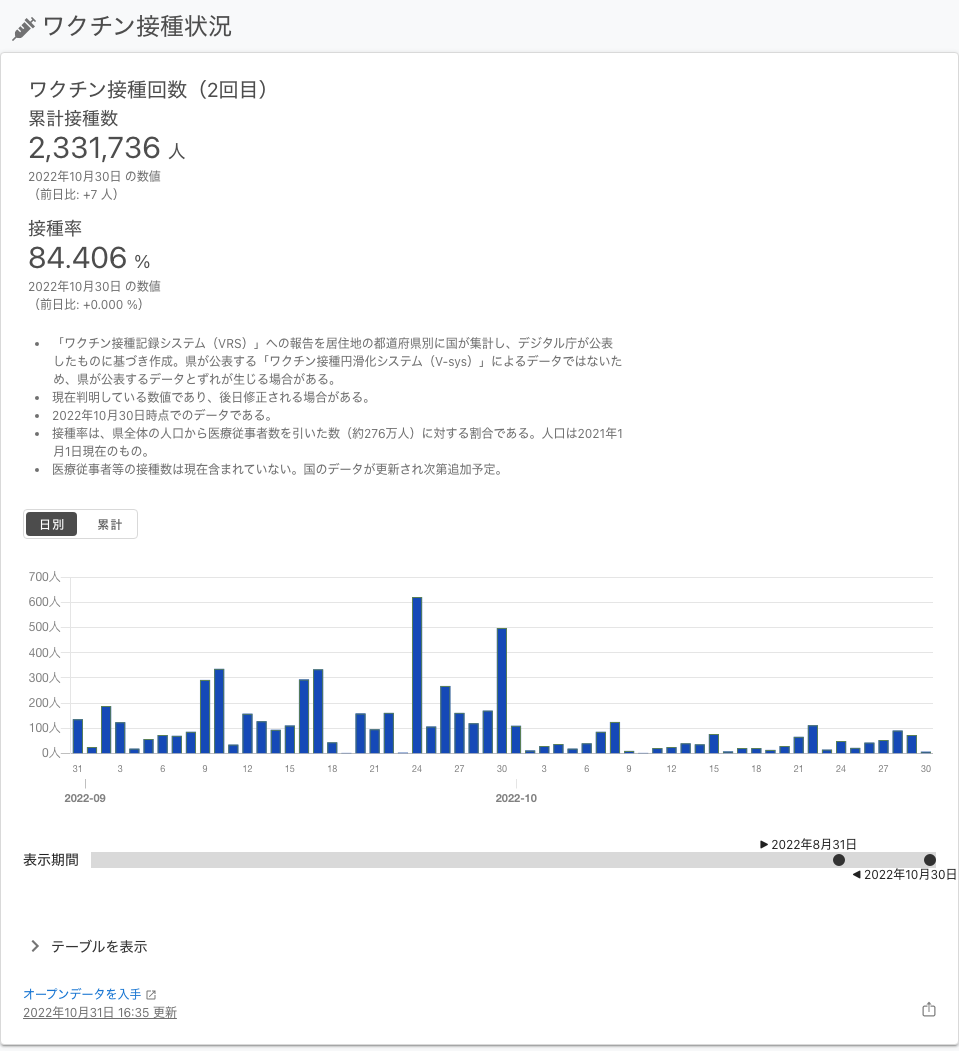 ワクチン接種状況
ワクチン接種回数（2回目）
累計接種数
2,331,736 人
2022年10月30日 の数値
（前日比: +7 人）
接種率
84.406 %
2022年10月30日 の数値
（前日比: +0.000 %）
「ワクチン接種記録システム（VRS）」への報告を居住地の都道府県別に国が集計し、デジタル庁が公表
したものに基づき作成。県が公表する「ワクチン接種円滑化システム（V-sys）」によるデータではないた
め、県が公表するデータとずれが生じる場合がある。
現在判明している数値であり、後日修正される場合がある。
2022年10月30日時点でのデータである。
接種率は、県全体の人口から医療従事者数を引いた数（約276万人）に対する割合である。人口は2021年1
月1日現在のもの。
医療従事者等の接種数は現在含まれていない。国のデータが更新され次第追加予定。
日別 累計
700人
600人
500人
400人
300人
200人
100人
0人
31 3 6 9 12 15 18 21 24 27 30 3 6 9 12 15 18 21 24 27 30
2022-09 2022-10
▶ 2022年8月31日
表示期間
◀ 2022年10月30日
テーブルを表示
オープンデータを入手
2022年10月31日 16:35 更新